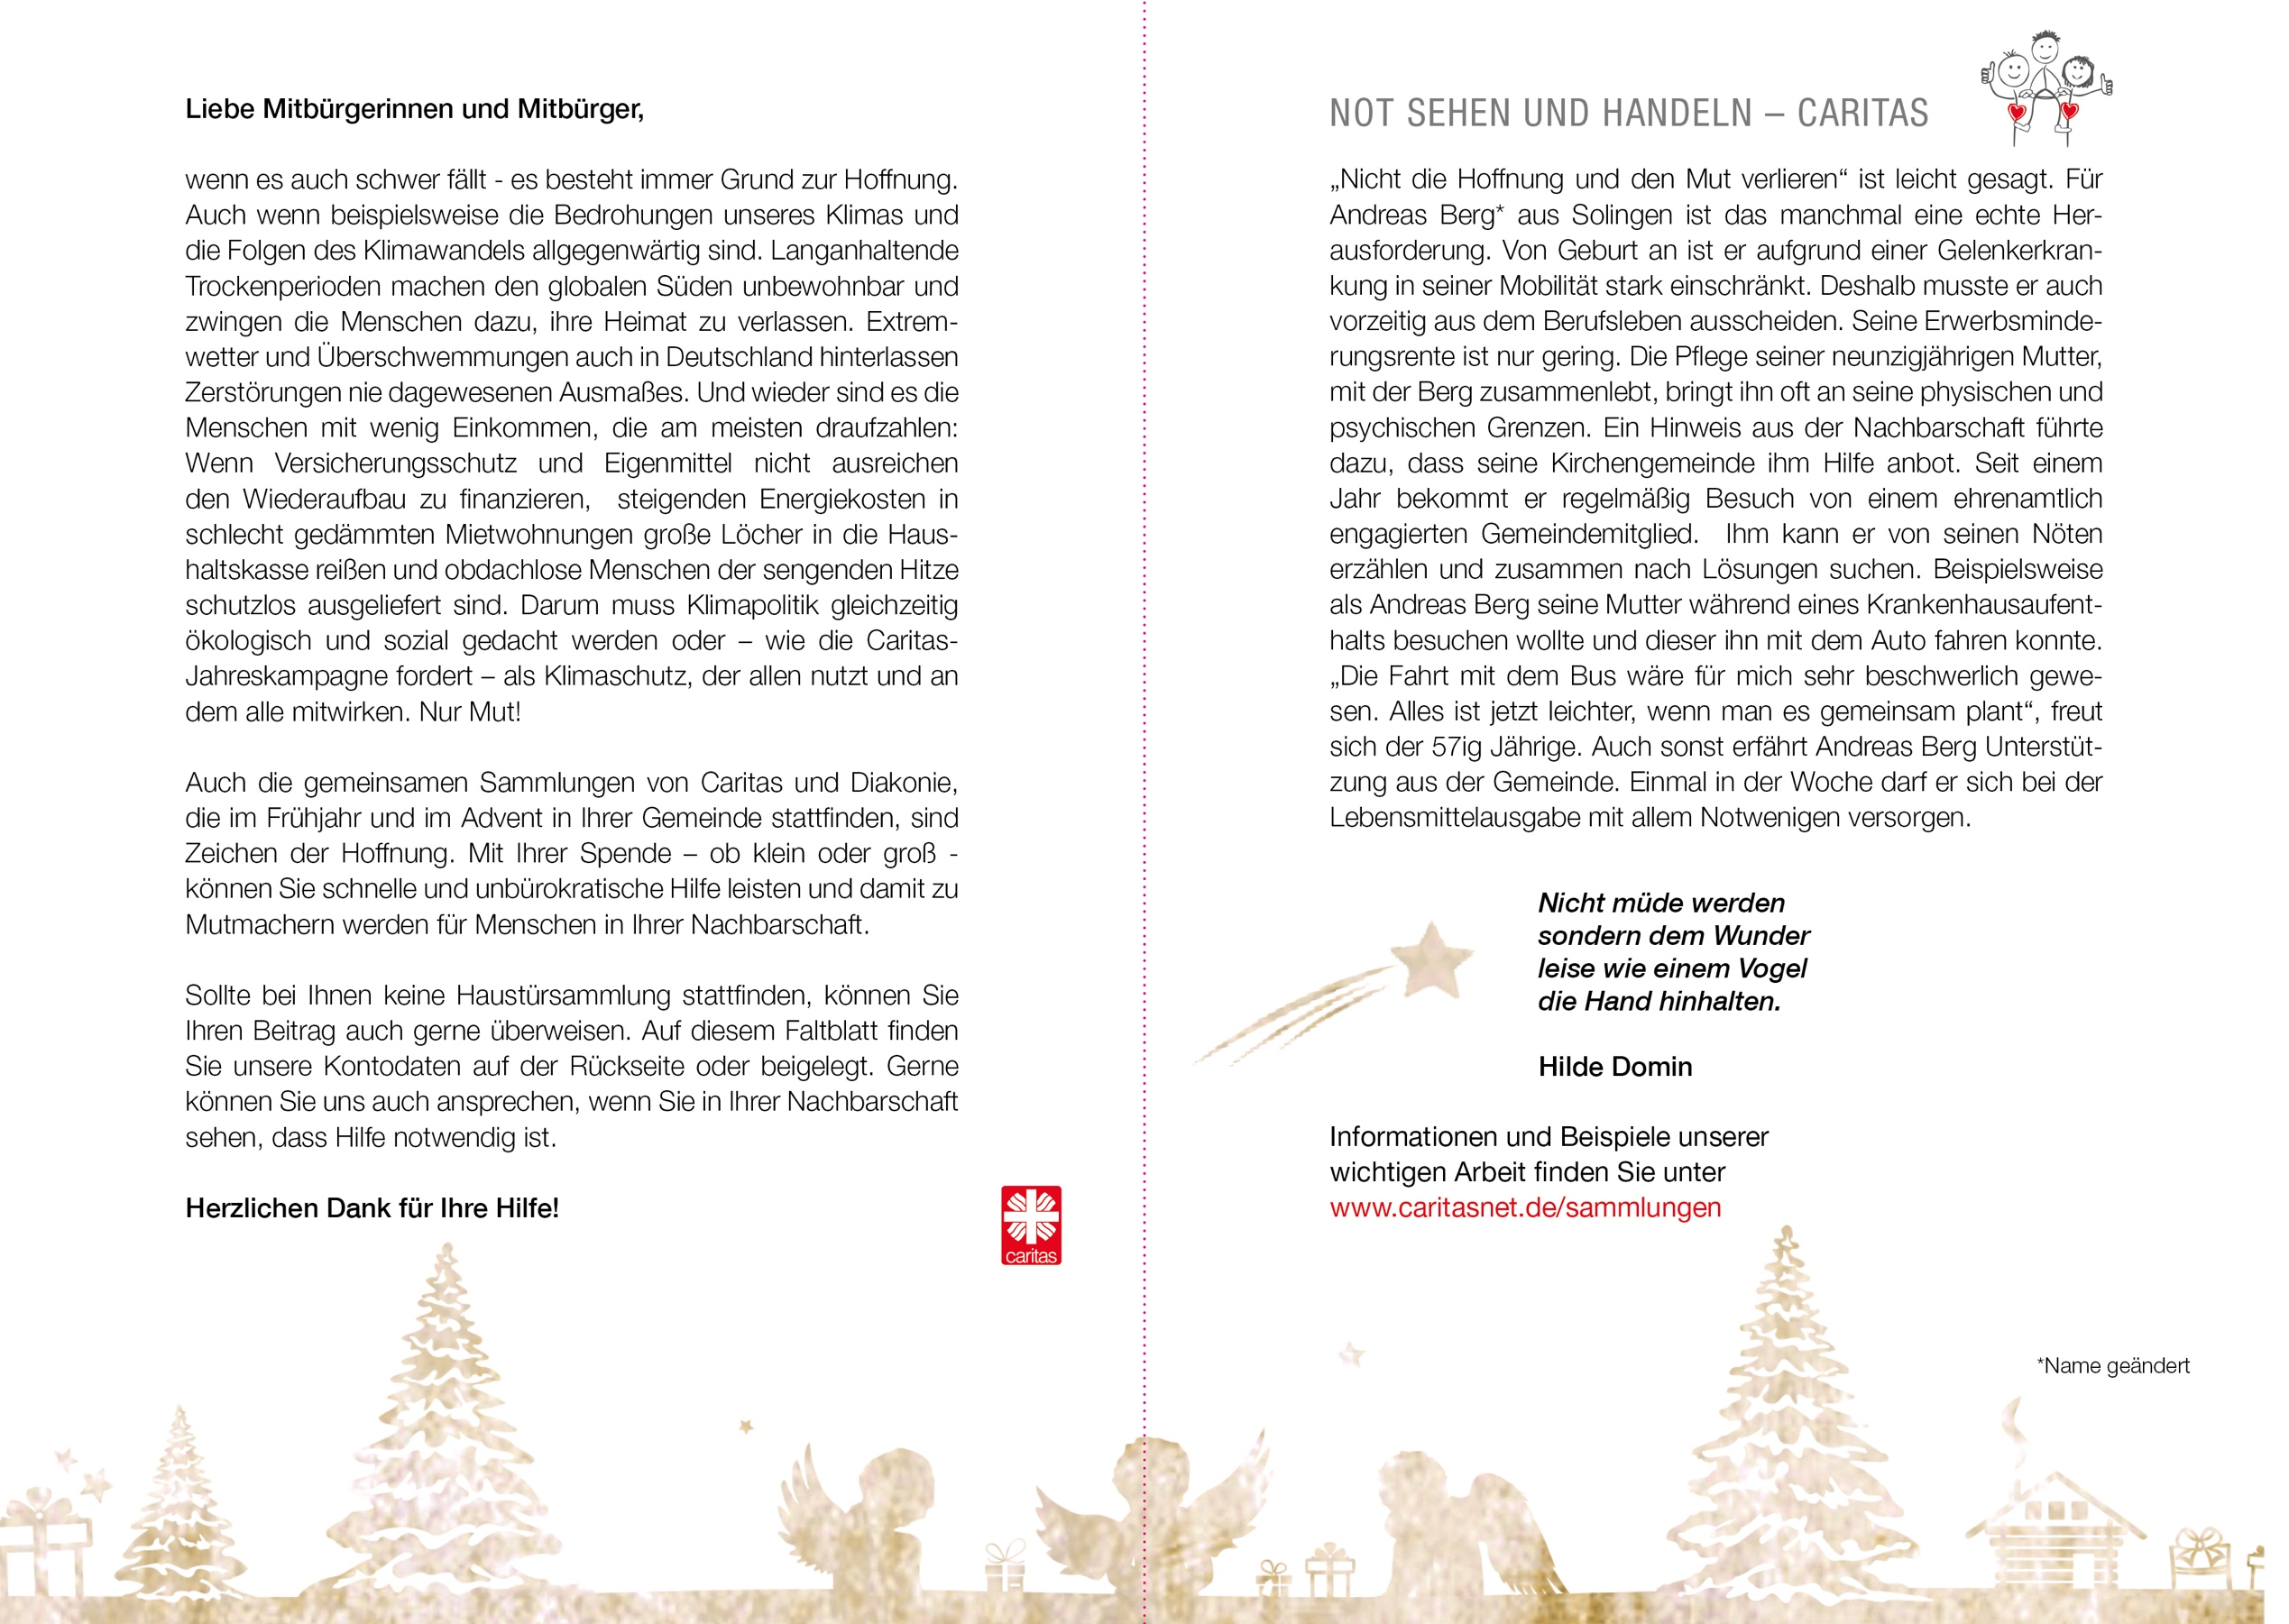 Liebe Mitbürgerinnen und Mitbürger,
wenn es auch schwer fällt - es besteht immer Grund zur Hoffnung.
Auch wenn beispielsweise die Bedrohungen unseres Klimas und
die Folgen des Klimawandels allgegenwärtig sind. Langanhaltende
Trockenperioden machen den globalen Süden unbewohnbar und
zwingen die Menschen dazu, ihre Heimat zu verlassen. Extrem-
wetter und Überschwemmungen auch in Deutschland hinterlassen
Zerstörungen nie dagewesenen Ausmaßes. Und wieder sind es die
Menschen mit wenig Einkommen, die am meisten draufzahlen:
Wenn Versicherungsschutz und Eigenmittel nicht ausreichen
den Wiederaufbau zu finanzieren, steigenden Energiekosten in
schlecht gedämmten Mietwohnungen große Löcher in die Haus-
haltskasse reißen und obdachlose Menschen der sengenden Hitze
schutzlos ausgeliefert sind. Darum muss Klimapolitik gleichzeitig
ökologisch und sozial gedacht werden oder – wie die Caritas-
Jahreskampagne fordert – als Klimaschutz, der allen nutzt und an
dem alle mitwirken. Nur Mut!
Auch die gemeinsamen Sammlungen von Caritas und Diakonie,
die im Frühjahr und im Advent in Ihrer Gemeinde stattfinden, sind
Zeichen der Hoffnung. Mit Ihrer Spende – ob klein oder groß -
können Sie schnelle und unbürokratische Hilfe leisten und damit zu
Mutmachern werden für Menschen in Ihrer Nachbarschaft.
Sollte bei Ihnen keine Haustürsammlung stattfinden, können Sie
Ihren Beitrag auch gerne überweisen. Auf diesem Faltblatt finden
Sie unsere Kontodaten auf der Rückseite oder beigelegt. Gerne
können Sie uns auch ansprechen, wenn Sie in Ihrer Nachbarschaft
sehen, dass Hilfe notwendig ist.
Herzlichen Dank für Ihre Hilfe!
caritas
NOT SEHEN UND HANDELN – CARITAS
„Nicht die Hoffnung und den Mut verlieren“ ist leicht gesagt. Für
Andreas Berg* aus Solingen ist das manchmal eine echte Her-
ausforderung. Von Geburt an ist er aufgrund einer Gelenkerkran-
kung in seiner Mobilität stark einschränkt. Deshalb musste er auch
vorzeitig aus dem Berufsleben ausscheiden. Seine Erwerbsminde-
rungsrente ist nur gering. Die Pflege seiner neunzigjährigen Mutter,
mit der Berg zusammenlebt, bringt ihn oft an seine physischen und
psychischen Grenzen. Ein Hinweis aus der Nachbarschaft führte
dazu, dass seine Kirchengemeinde ihm Hilfe anbot. Seit einem
Jahr bekommt er regelmäßig Besuch von einem ehrenamtlich
engagierten Gemeindemitglied. Ihm kann er von seinen Nöten
erzählen und zusammen nach Lösungen suchen. Beispielsweise
als Andreas Berg seine Mutter während eines Krankenhausaufent-
halts besuchen wollte und dieser ihn mit dem Auto fahren konnte.
„Die Fahrt mit dem Bus wäre für mich sehr beschwerlich gewe-
sen. Alles ist jetzt leichter, wenn man es gemeinsam plant“, freut
sich der 57ig Jährige. Auch sonst erfährt Andreas Berg Unterstüt-
zung aus der Gemeinde. Einmal in der Woche darf er sich bei der
Lebensmittelausgabe mit allem Notwenigen versorgen.
Nicht müde werden
sondern dem Wunder
leise wie einem Vogel
die Hand hinhalten.
Hilde Domin
Informationen und Beispiele unserer
wichtigen Arbeit finden Sie unter
www.caritasnet.de/sammlungen
*Name geändert